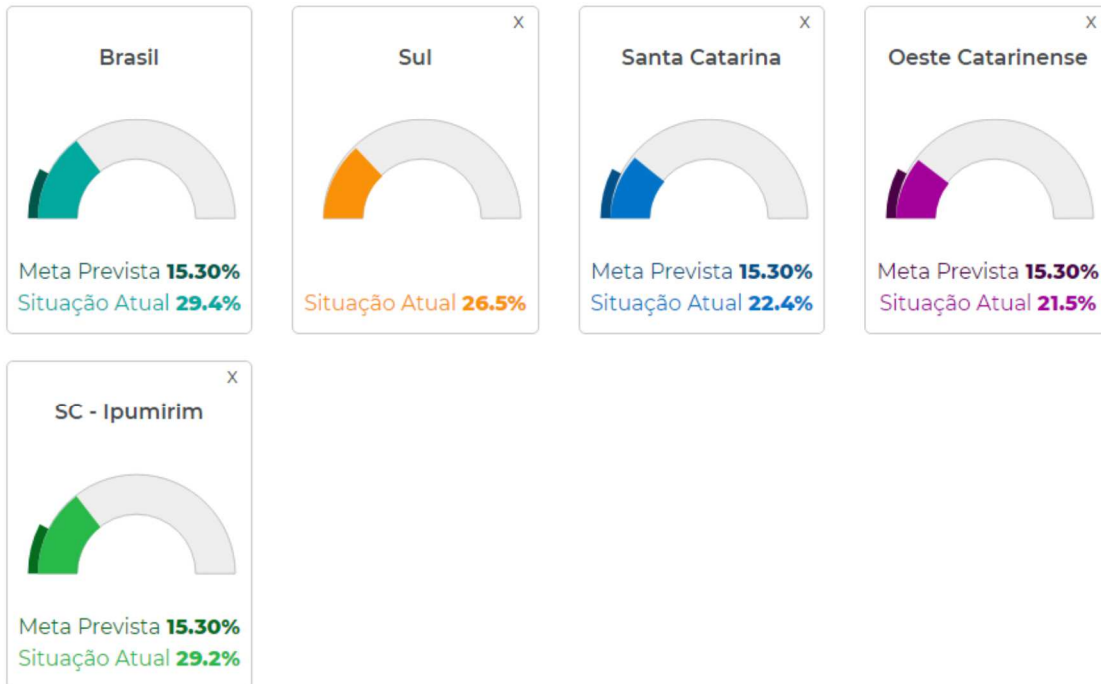 Brasil
Meta Prevista 15.30%
Situação Atual 29.4%
X
Sul
Situação Atual 26.5%
X
Santa Catarina
Meta Prevista 15.30%
Situação Atual 22.4%
X
Oeste Catarinense
Meta Prevista 15.30%
Situação Atual 21.5%
X
SC - Ipumirim
Meta Prevista 15.30%
Situação Atual 29.2%